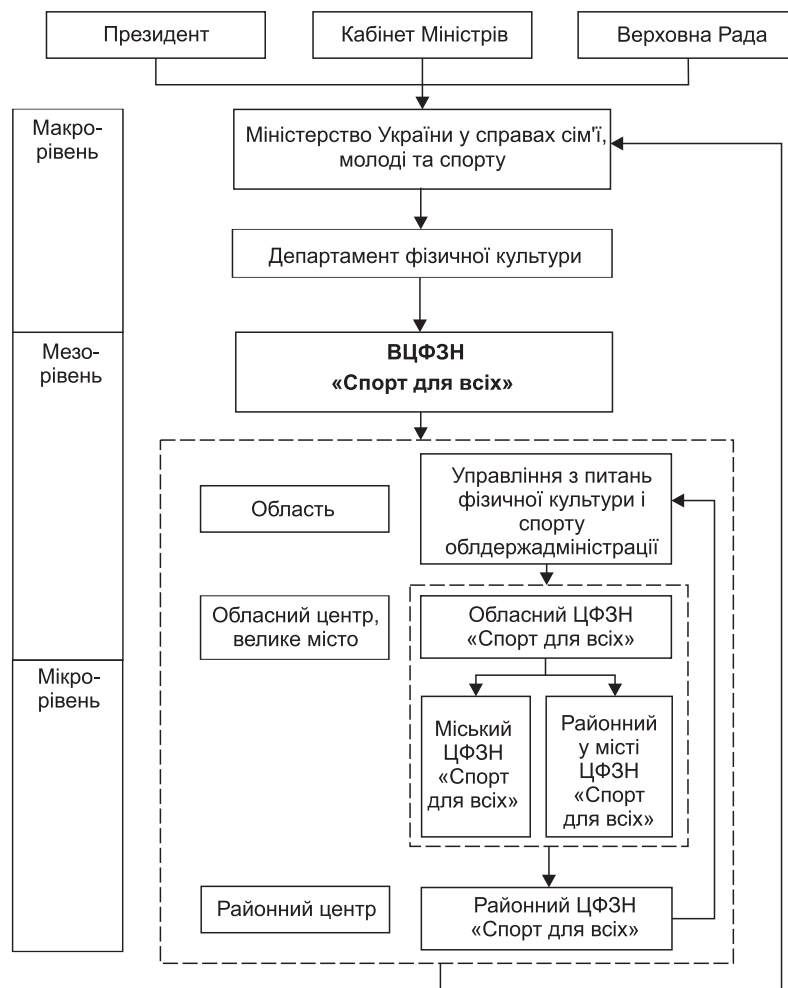 Президент
Кабінет Міністрів
Верховна Рада
Макро-
рівень
Міністерство України у справах сім'ї,
молоді та спорту
Департамент фізичної культури
Мезо-
рівень
ВЦФЗН
«Спорт для всіх»
Область
Управління з питань
фізичної культури і
спорту
облдержадміністрації
Обласний центр,
велике місто
Обласний ЦФЗН
«Спорт для всіх»
Мікро-
рівень
Міський
ЦФЗН
«Спорт
для всіх»
Районний
у місті
ЦФЗН
«Спорт
для всіх»
Районний центр
Районний ЦФЗН
«Спорт для всіх»